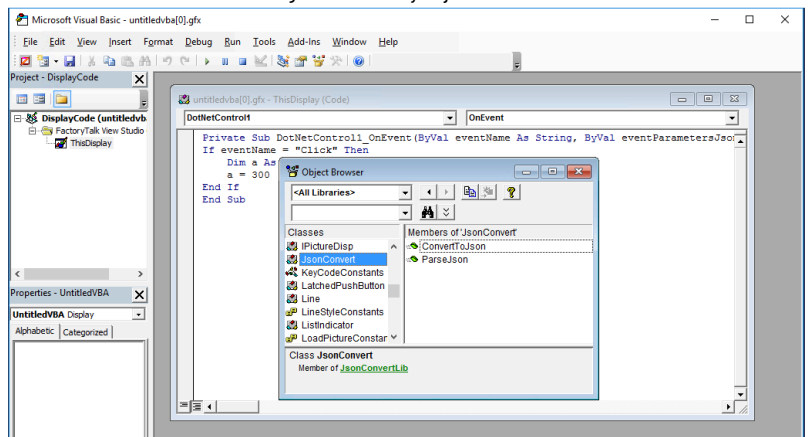 Microsoft Visual Basic - untitledvba[0].gfx
File Edit View Insert Format Debug Run Tools Add-Ins Window Help
Project - DisplayCode
DisplayCode (untitledvb
FactoryTalk View Studio
ThisDisplay
Properties - UntitledVBA
UntitledVBA Display
Alphabetic Categorized
untitledvba[0].gfx - ThisDisplay (Code)
DotNetControl1 OnEvent
Private Sub DotNetControl1_OnEvent(ByVal eventName As String, ByVal eventParametersJso
If eventName = "Click" Then
Dim a As
a = 300
End If
End Sub
Object Browser
<All Libraries>
Classes
IPictureDisp
JsonConvert
KeyCodeConstants
LatchedPushButton
Line
LineStyleConstants
ListIndicator
LoadPictureConstar
Members of 'JsonConvert'
ConvertToJson
ParseJson
Class JsonConvert
Member of JsonConvertLib